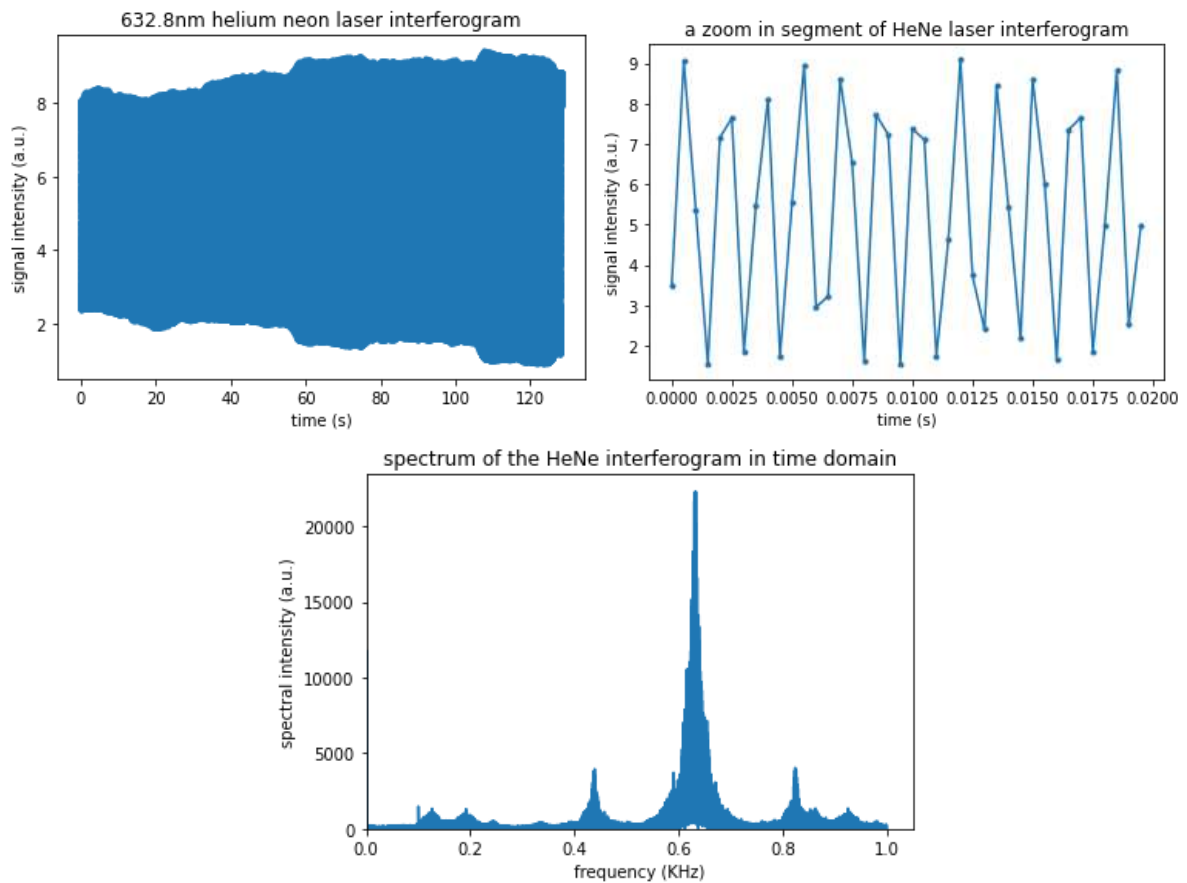 632.8nm helium neon laser interferogram
signal intensity (a.u.)
8
6
4
2
0 20 40 60 80 100 120
time (s)
a zoom in segment of HeNe laser interferogram
signal intensity (a.u.)
9
8
7
6
5
4
3
2
0.0000 0.0025 0.0050 0.0075 0.0100 0.0125 0.0150 0.0175 0.0200
time (s)
spectrum of the HeNe interferogram in time domain
spectral intensity (a.u.)
20000
15000
10000
5000
0
0.0 0.2 0.4 0.6 0.8 1.0
frequency (KHz)